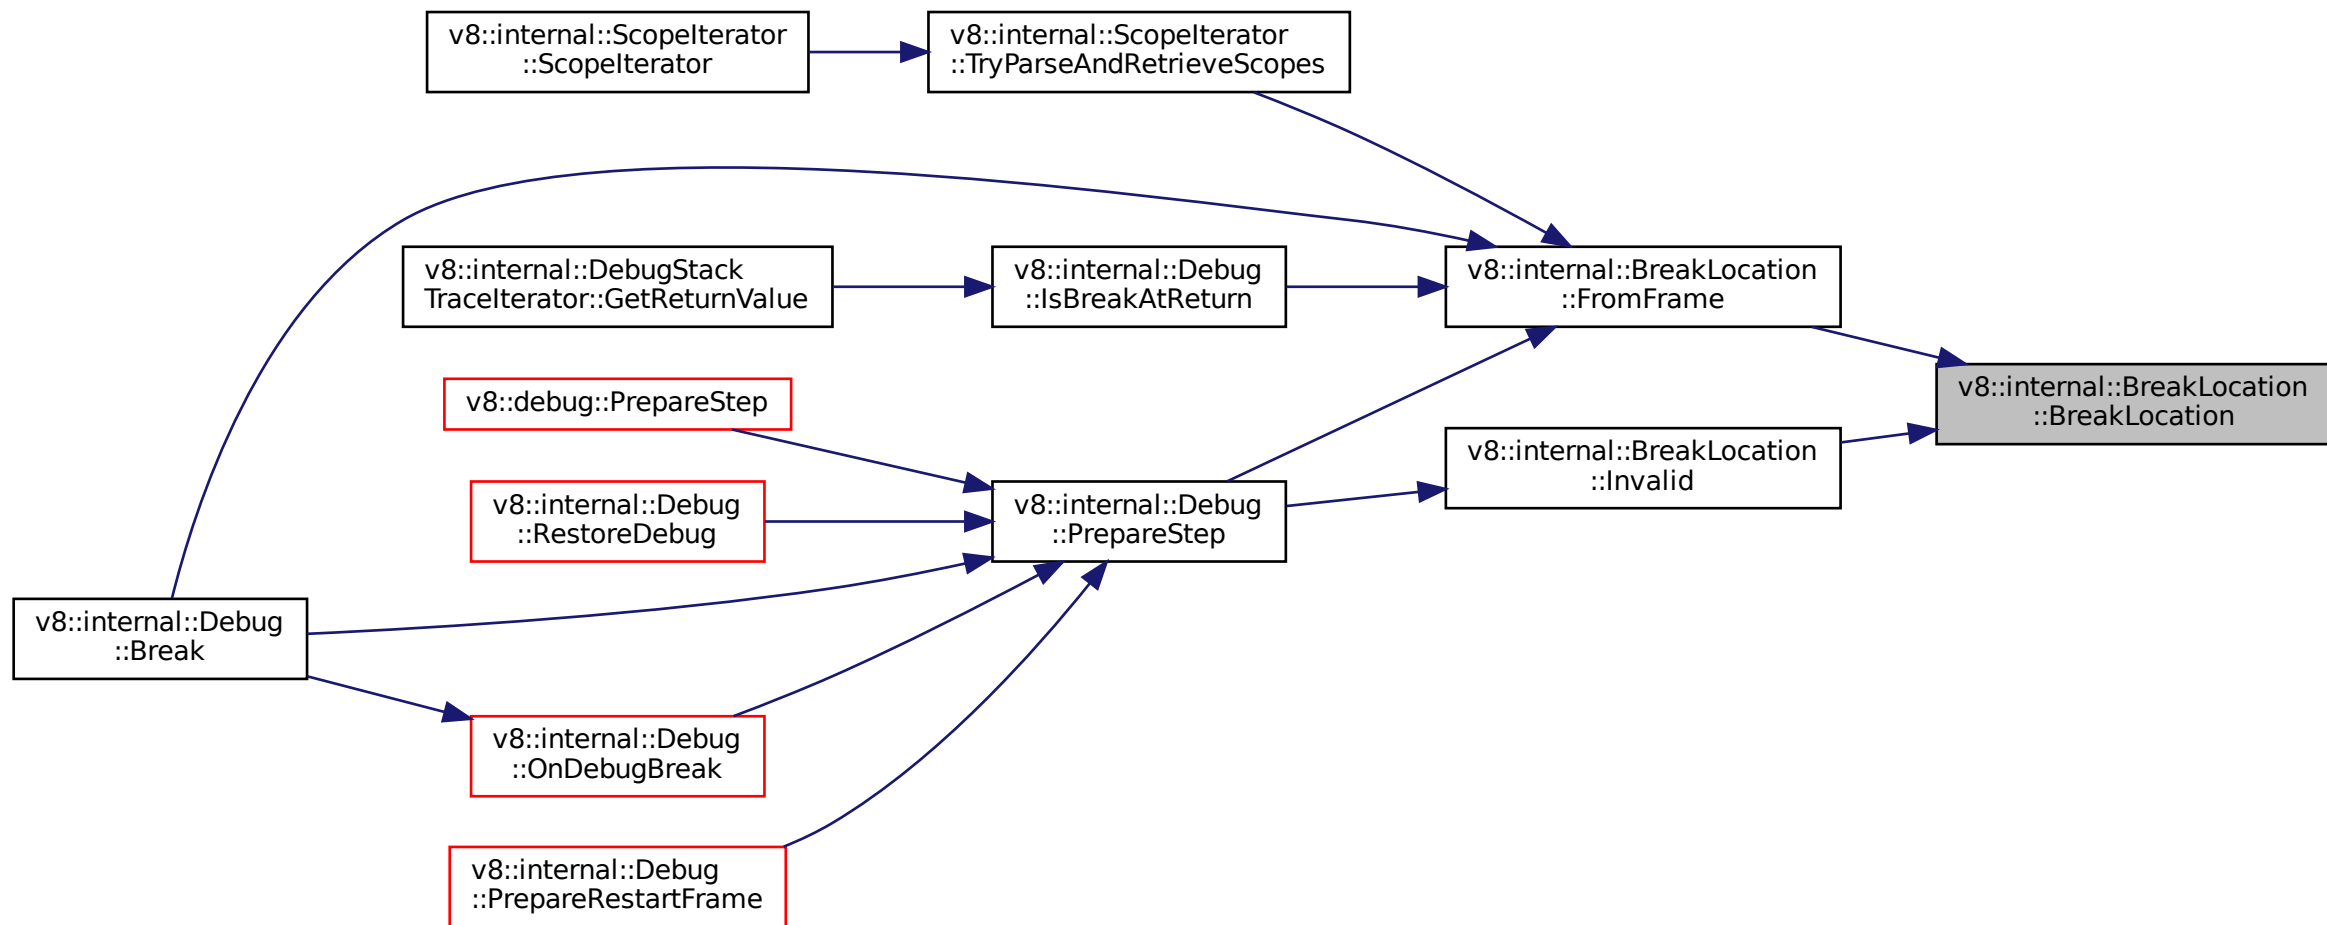 v8::internal::ScopeIterator
::ScopeIterator
v8::internal::ScopeIterator
::TryParseAndRetrieveScopes
v8::internal::DebugStack
TraceIterator::GetReturnValue
v8::internal::Debug
::IsBreakAtReturn
v8::internal::BreakLocation
::FromFrame
v8::internal::BreakLocation
::BreakLocation
v8::debug::PrepareStep
v8::internal::BreakLocation
::Invalid
v8::internal::Debug
::RestoreDebug
v8::internal::Debug
::PrepareStep
v8::internal::Debug
::Break
v8::internal::Debug
::OnDebugBreak
v8::internal::Debug
::PrepareRestartFrame